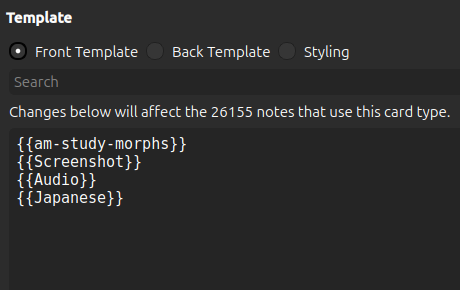 Template
Front Template Back Template Styling
Search
Changes below will affect the 26155 notes that use this card type.
{{am-study-morphs}}
{{Screenshot}}
{{Audio}}
{{Japanese}}